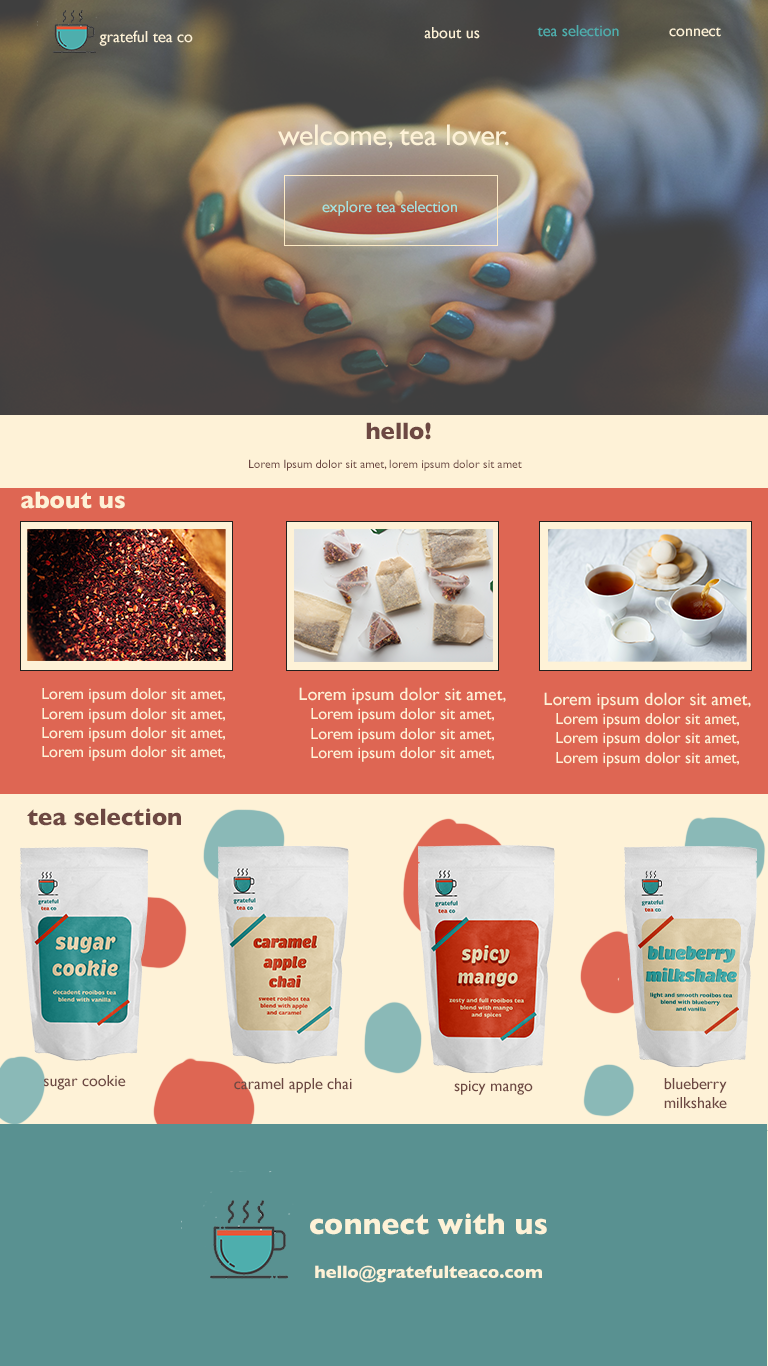 grateful tea co
about us
tea selection
connect
welcome, tea lover.
explore tea selection
hello!
Lorem Ipsum dolor sit amet, lorem ipsum dolor sit amet
about us
Lorem ipsum dolor sit amet,
Lorem ipsum dolor sit amet,
Lorem ipsum dolor sit amet,
Lorem ipsum dolor sit amet,
Lorem ipsum dolor sit amet,
Lorem ipsum dolor sit amet,
Lorem ipsum dolor sit amet,
Lorem ipsum dolor sit amet,
Lorem ipsum dolor sit amet,
Lorem ipsum dolor sit amet,
Lorem ipsum dolor sit amet,
Lorem ipsum dolor sit amet,
tea selection
grateful
tea co
sugar
cookie
decadent rooibos tea
blend with vanilla
sugar cookie
grateful
tea co
caramel
apple
chai
sweet rooibos tea
blend with apple
and caramel
caramel apple chai
grateful
tea co
spicy
mango
zesty and full rooibos tea
blend with mango
and spices
spicy mango
grateful
tea co
blueberry
milkshake
light and smooth rooibos tea
blend with blueberry
and vanilla
blueberry
milkshake
connect with us
hello@gratefulteaco.com